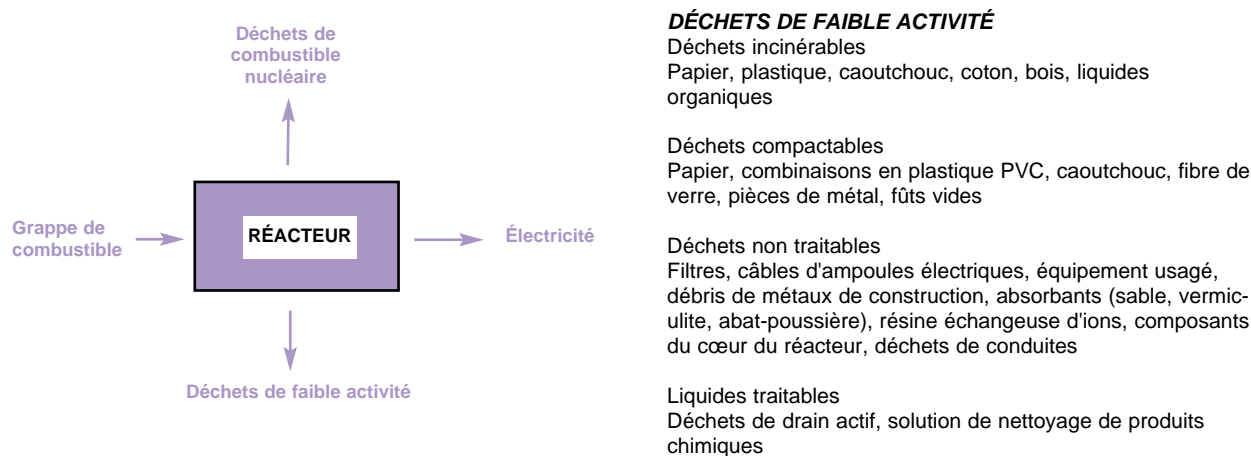 Déchets de
combustible
nucléaire
Grappe de
combustible
RÉACTEUR
Électricité
Déchets de faible activité
DÉCHETS DE FAIBLE ACTIVITÉ
Déchets incinérables
Papier, plastique, caoutchouc, coton, bois, liquides
organiques
Déchets compactables
Papier, combinaisons en plastique PVC, caoutchouc, fibre de
verre, pièces de métal, fûts vides
Déchets non traitables
Filtres, câbles d'ampoules électriques, équipement usagé,
débris de métaux de construction, absorbants (sable, vermic-
ulite, abat-poussière), résine échangeuse d'ions, composants
du cœur du réacteur, déchets de conduites
Liquides traitables
Déchets de drain actif, solution de nettoyage de produits
chimiques